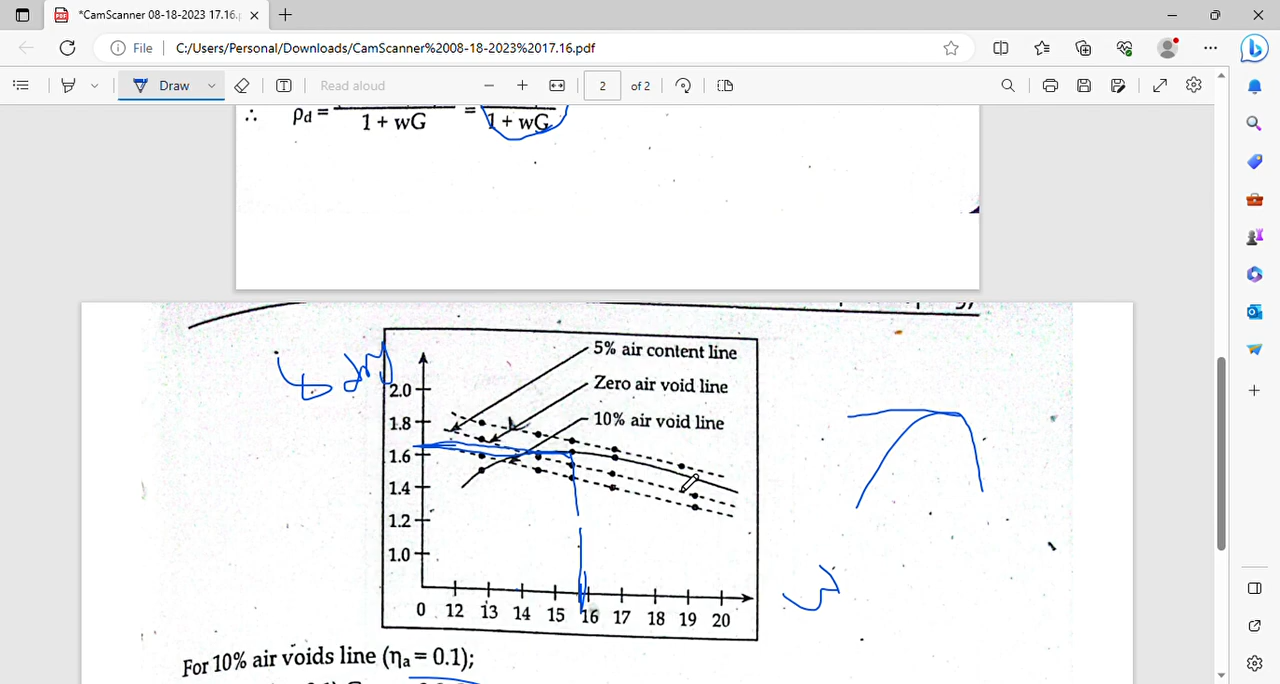 *CamScanner 08-18-2023 17.16.p
File C:/Users/Personal/Downloads/CamScanner%2008-18-2023%2017.16.pdf
Draw
Read aloud
2 of 2
∴ ρd = 1 + wG = 1 + wG
5% air content line
Zero air void line
10% air void line
2.0
1.8
1.6
1.4
1.2
1.0
0 12 13 14 15 16 17 18 19 20
For 10% air voids line (ηa = 0.1);